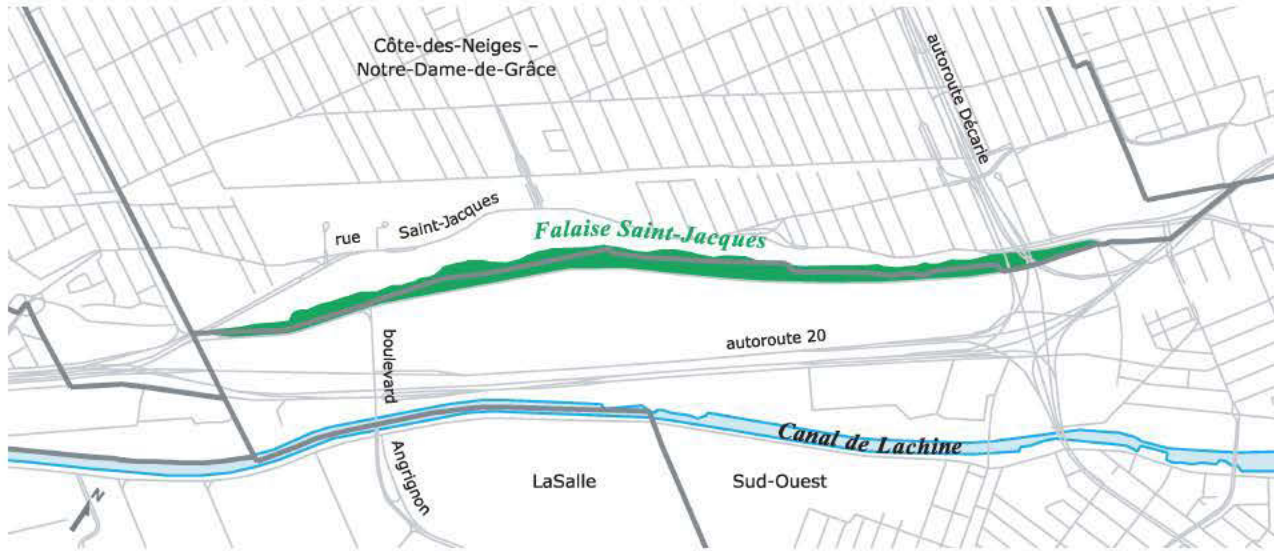 Côte-des-Neiges –
Notre-Dame-de-Grâce
autoroute Décarie
rue Saint-Jacques
Falaise Saint-Jacques
boulevard
autoroute 20
Canal de Lachine
Angrignon
LaSalle
Sud-Ouest
N